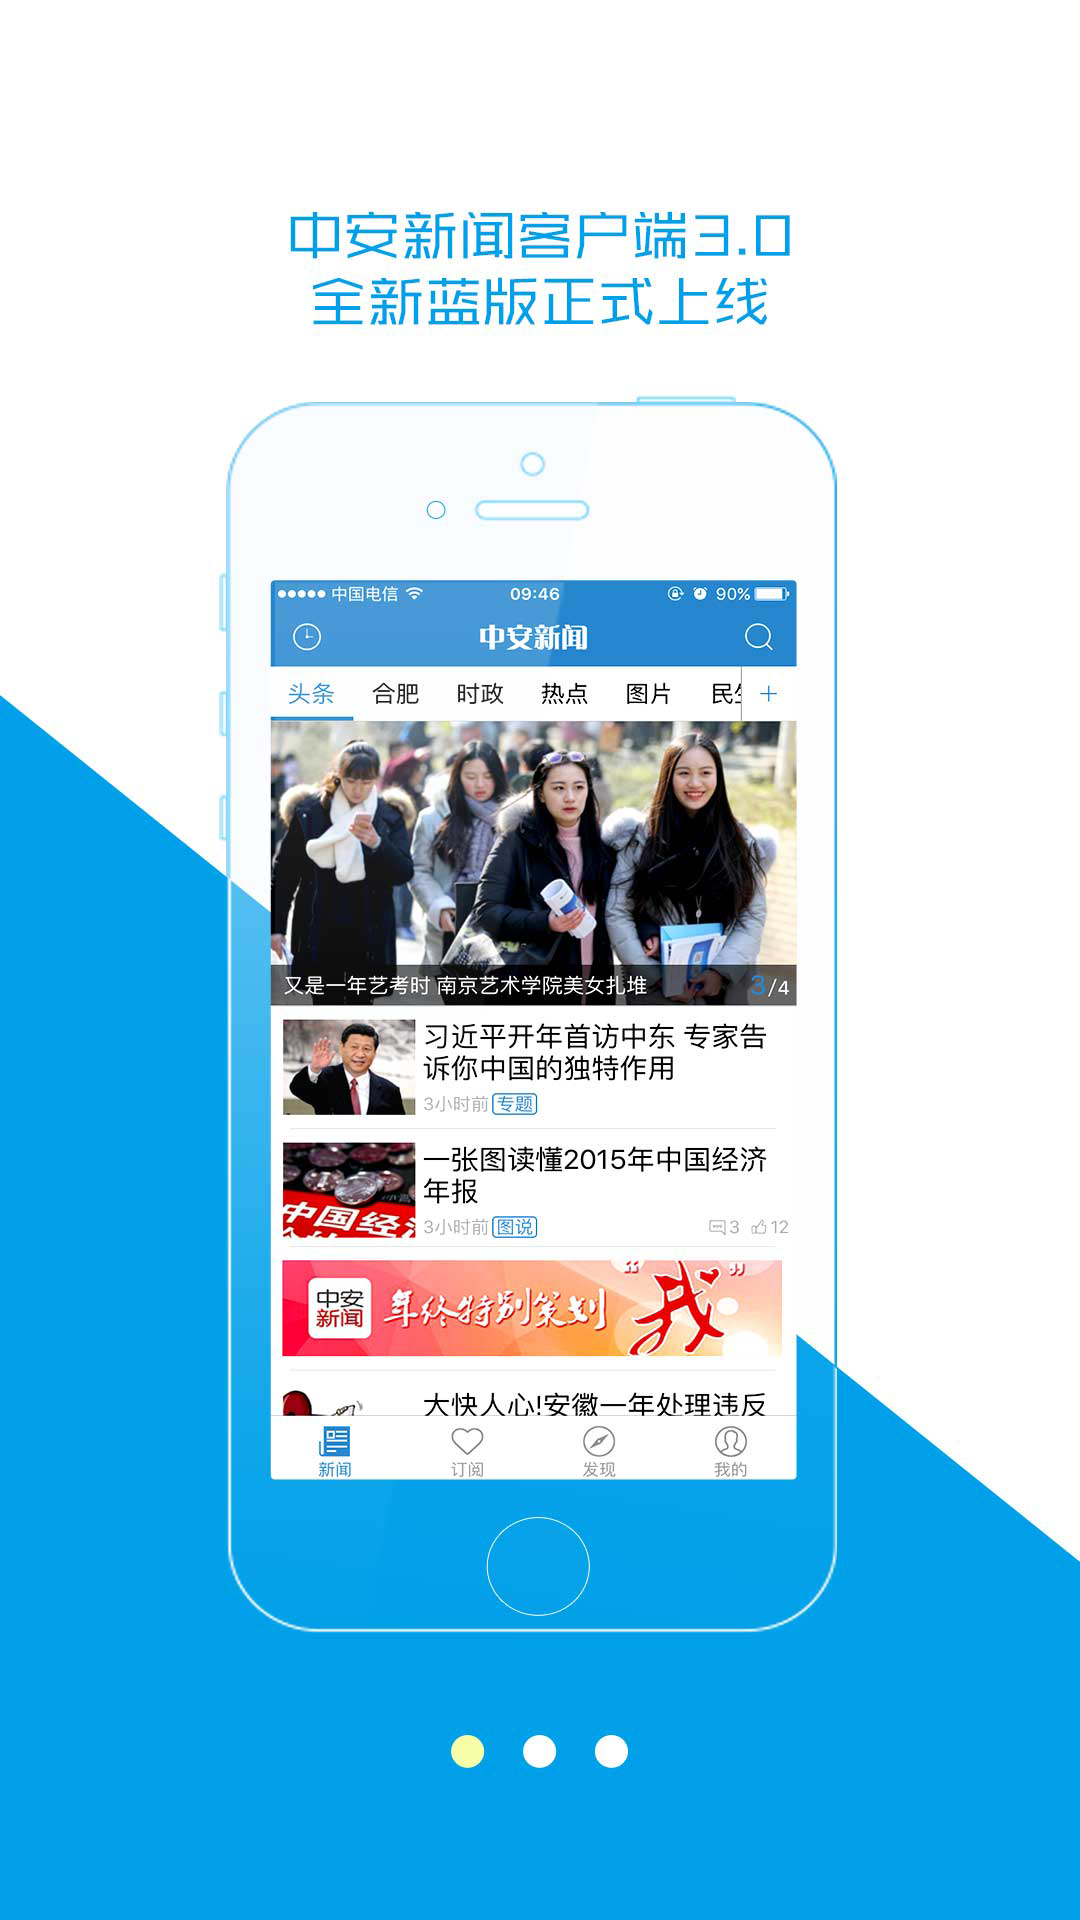 中安新闻客户端3.0
全新蓝版正式上线
中国电信 09:46 90%
中安新闻
头条 合肥 时政 热点 图片 民生 +
又是一年艺考时 南京艺术学院美女扎堆 3/4
习近平开年首访中东 专家告
诉你中国的独特作用
3小时前 专题
一张图读懂2015年中国经济
年报
中国经济
3小时前 图说 3 12
中安
新闻
年终特别策划
“我”
大快人心!安徽一年处理违反
新闻 订阅 发现 我的